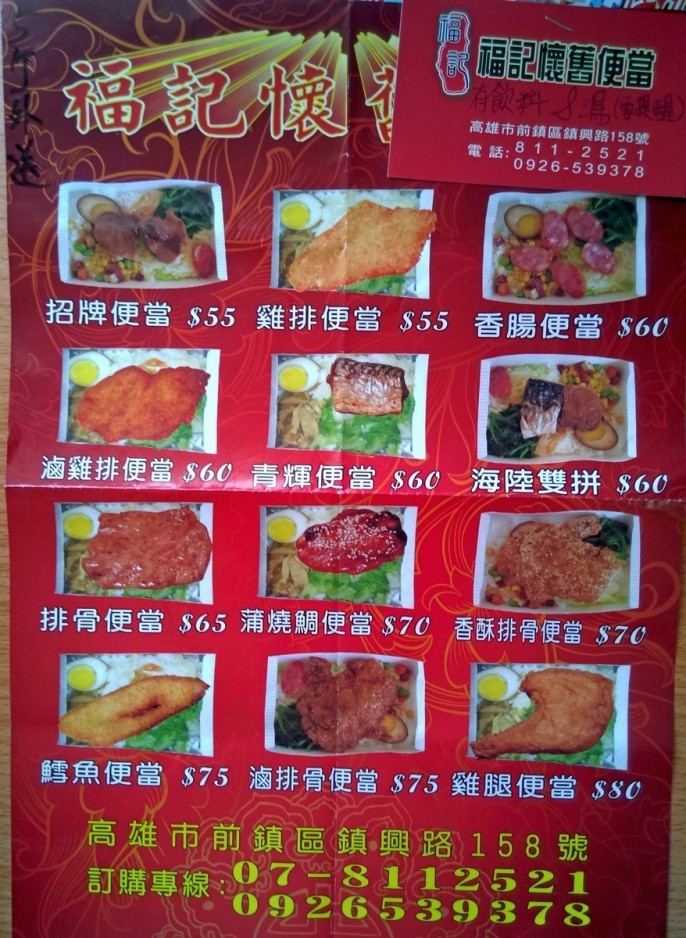 福記懷舊
福記
福記懷舊便當
有飲料 &湯(會提醒)
高雄市前鎮區鎮興路158號
電話:811-2521
0926-539378
外送
招牌便當 $55
雞排便當 $55
香腸便當 $60
滷雞排便當 $60
青輝便當 $60
海陸雙拼 $60
排骨便當 $65
蒲燒鯛便當 $70
香酥排骨便當 $70
鱈魚便當 $75
滷排骨便當 $75
雞腿便當 $80
高雄市前鎮區鎮興路158號
訂購專線:07-8112521
0926539378